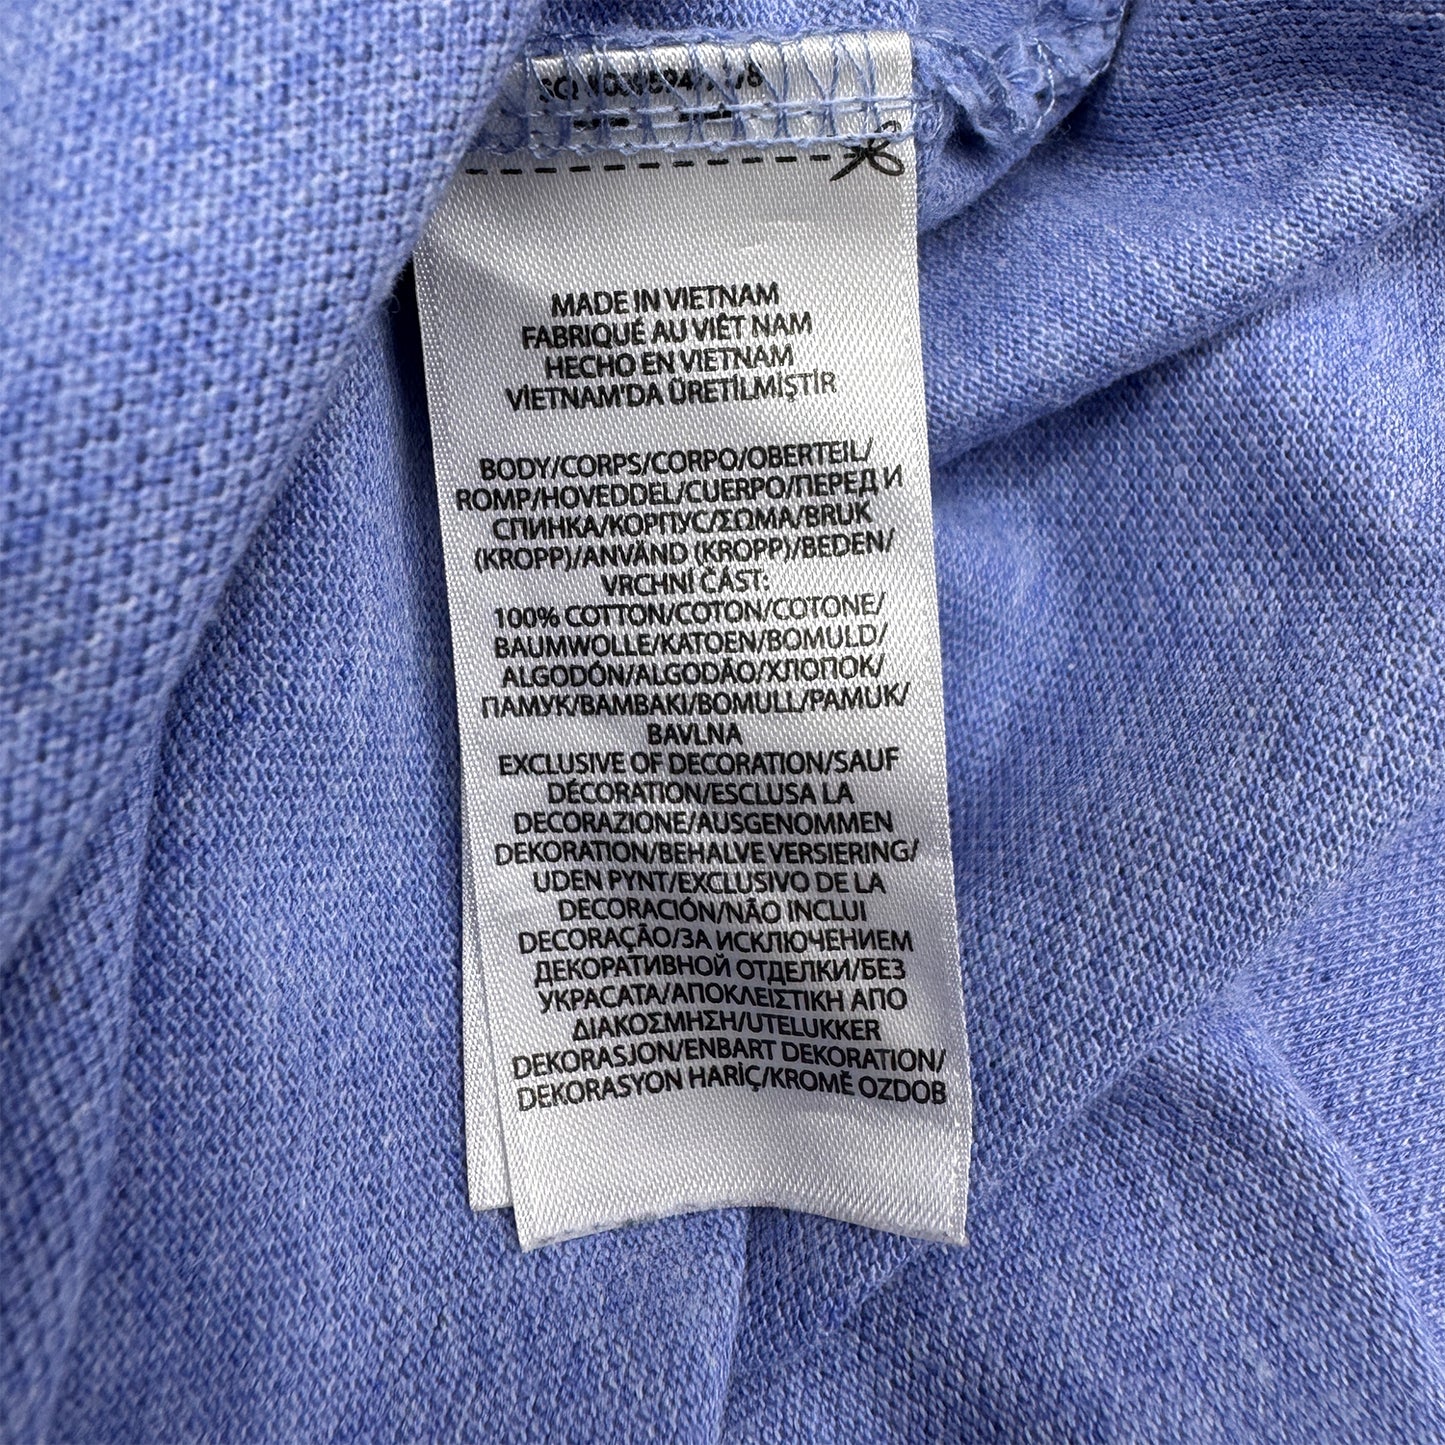 MADE IN VIETNAM
FABRIQUÉ AU VIÊT NAM
HECHO EN VIETNAM
VİETNAM'DA ÜRETİLMİŞTİR
BODY/CORPS/CORPO/OBERTEIL/
ROMP/HOVEDDEL/CUERPO/ПЕРЕД И
СПИНКА/КОРПУС/ΣΩΜΑ/BRUK
(KROPP)/ANVÄND (KROPP)/BEDEN/
VRCHNÍ ČÁST:
100% COTTON/COTON/COTONE/
BAUMWOLLE/KATOEN/BOMULD/
ALGODÓN/ALGODÃO/ХЛОПОК/
ПАМУК/ΒΑΜΒΑΚΙ/BOMULL/PAMUK/
BAVLNA
EXCLUSIVE OF DECORATION/SAUF
DÉCORATION/ESCLUSA LA
DECORAZIONE/AUSGENOMMEN
DEKORATION/BEHALVE VERSIERING/
UDEN PYNT/EXCLUSIVO DE LA
DECORACIÓN/NÃO INCLUI
DECORAÇÃO/ЗА ИСКЛЮЧЕНИЕМ
ДЕКОРАТИВНОЙ ОТДЕЛКИ/БЕЗ
УКРАСАТА/ΑΠΟΚΛΕΙΣΤΙΚΗ ΑΠΟ
ΔΙΑΚΟΣΜΗΣΗ/UTELUKKER
DEKORASJON/ENBART DEKORATION/
DEKORASYON HARİÇ/KROMĚ OZDOB